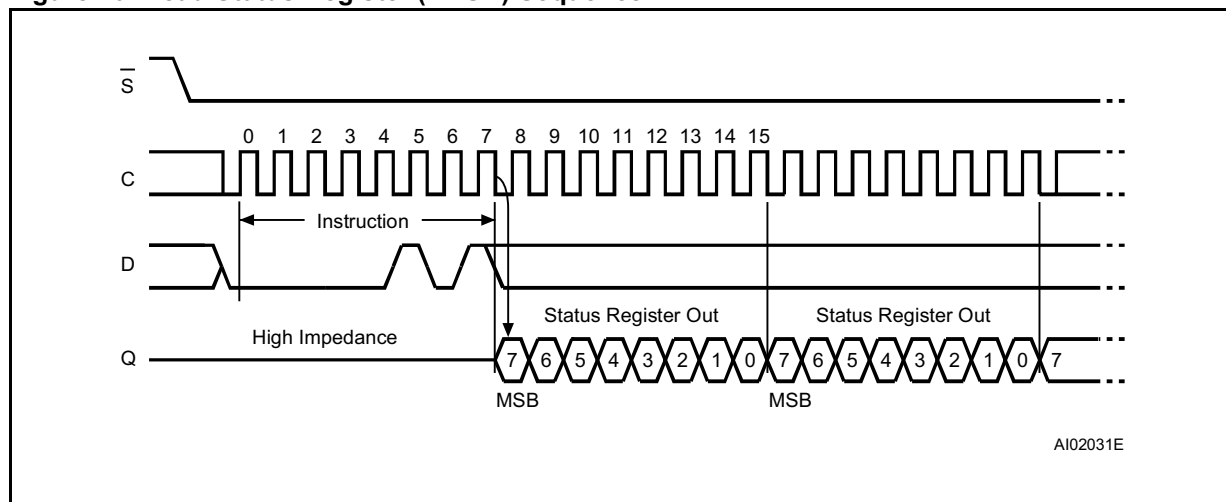 S
0 1 2 3 4 5 6 7 8 9 10 11 12 13 14 15
C
Instruction
D
Status Register Out Status Register Out
High Impedance
Q 7 6 5 4 3 2 1 0 7 6 5 4 3 2 1 0 7
MSB MSB
AI02031E